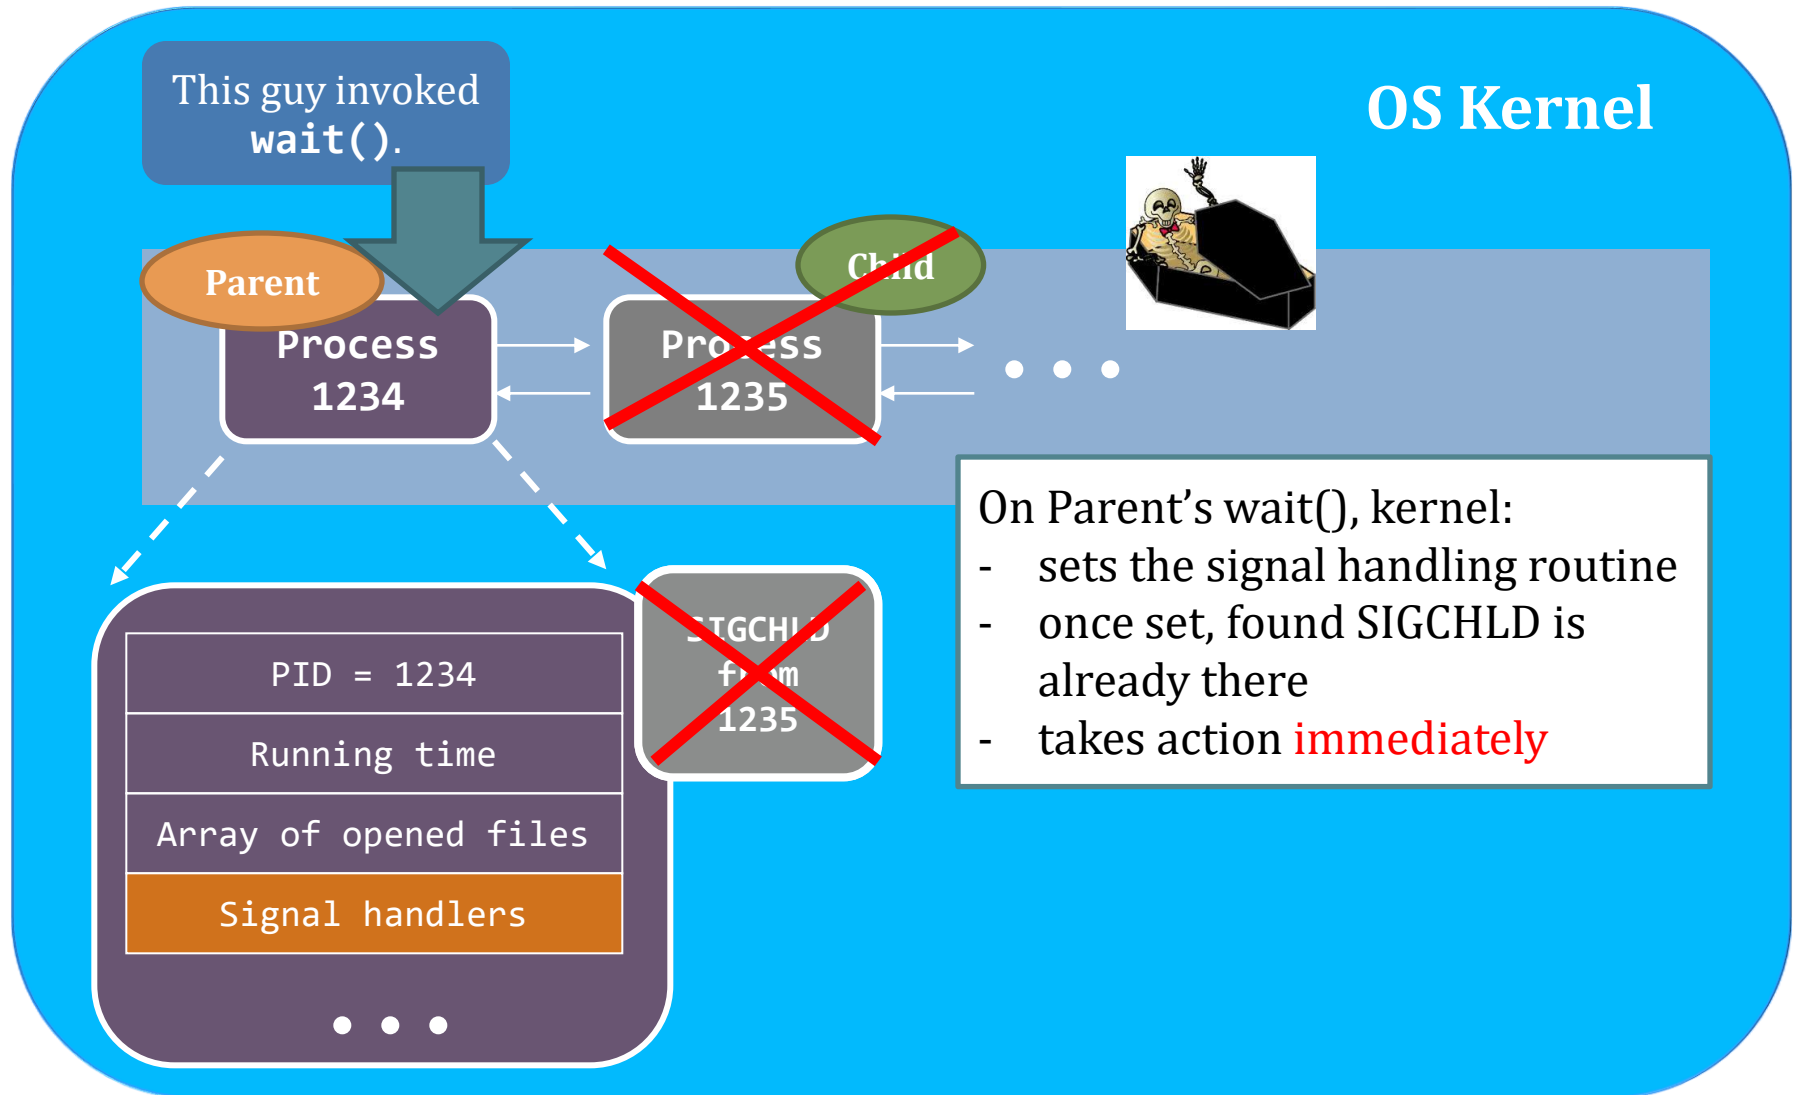 This guy invoked
wait().
OS Kernel
Parent
Child
Process
1234
Process
1235
On Parent’s wait(), kernel:
- sets the signal handling routine
- once set, found SIGCHLD is
already there
- takes action immediately
SIGCHLD
from
1235
PID = 1234
Running time
Array of opened files
Signal handlers